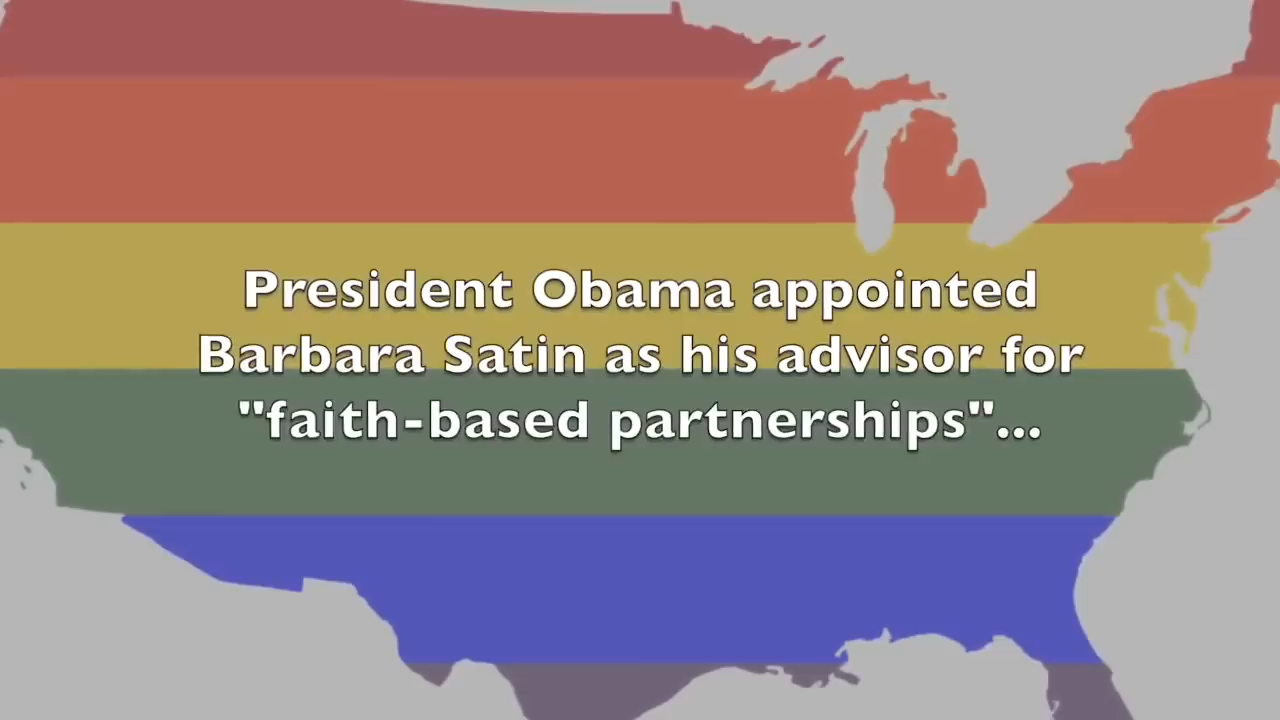 President Obama appointed
Barbara Satin as his advisor for
"faith-based partnerships"...